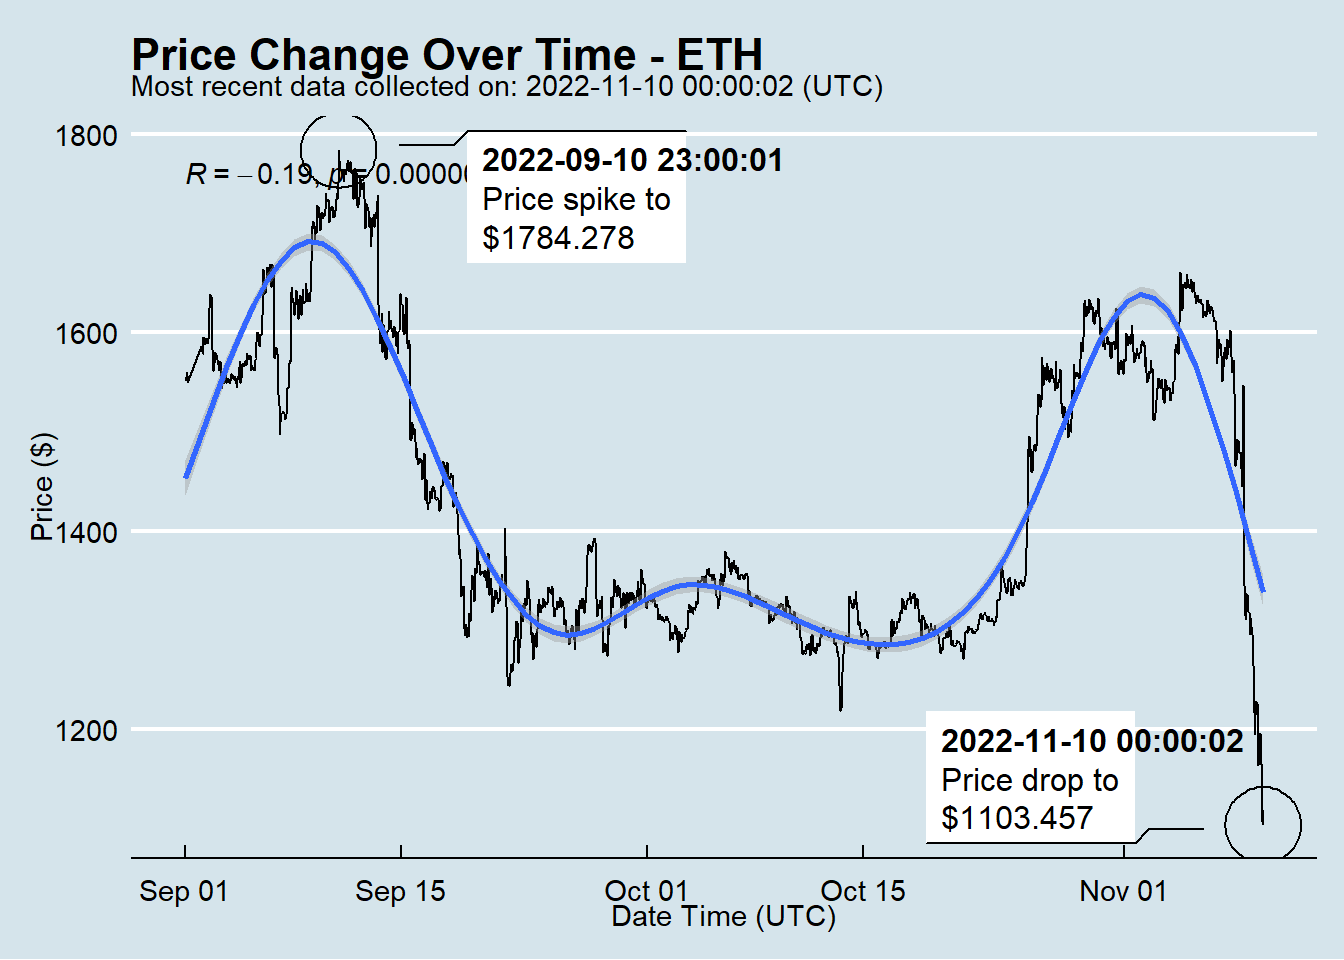 Price Change Over Time - ETH
Most recent data collected on: 2022-11-10 00:00:02 (UTC)
1800
R = −0.19, p = 0.0000
2022-09-10 23:00:01
Price spike to
$1784.278
1600
Price ($)
1400
1200
2022-11-10 00:00:02
Price drop to
$1103.457
Sep 01 Sep 15 Oct 01 Oct 15 Nov 01
Date Time (UTC)